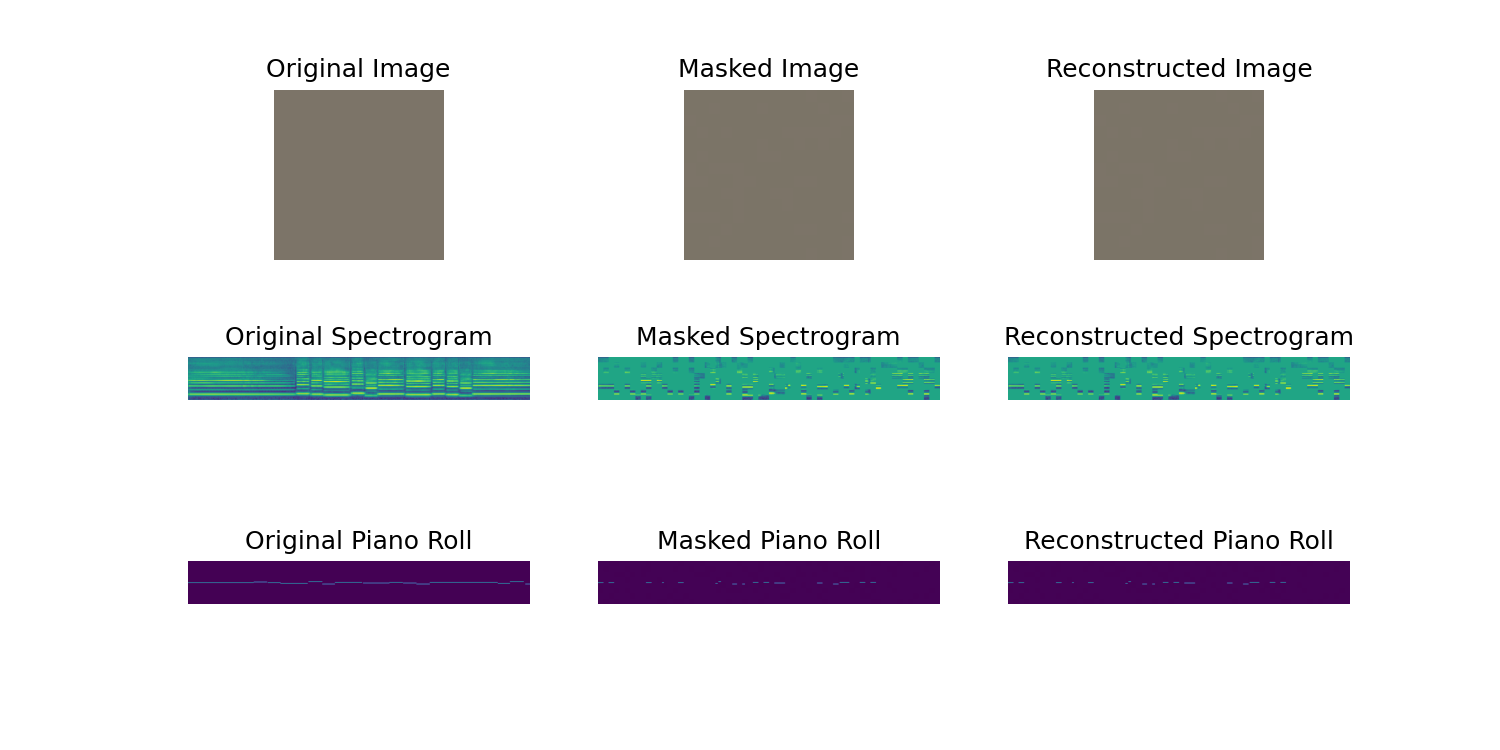 Original Image
Masked Image
Reconstructed Image
Original Spectrogram
Masked Spectrogram
Reconstructed Spectrogram
Original Piano Roll
Masked Piano Roll
Reconstructed Piano Roll